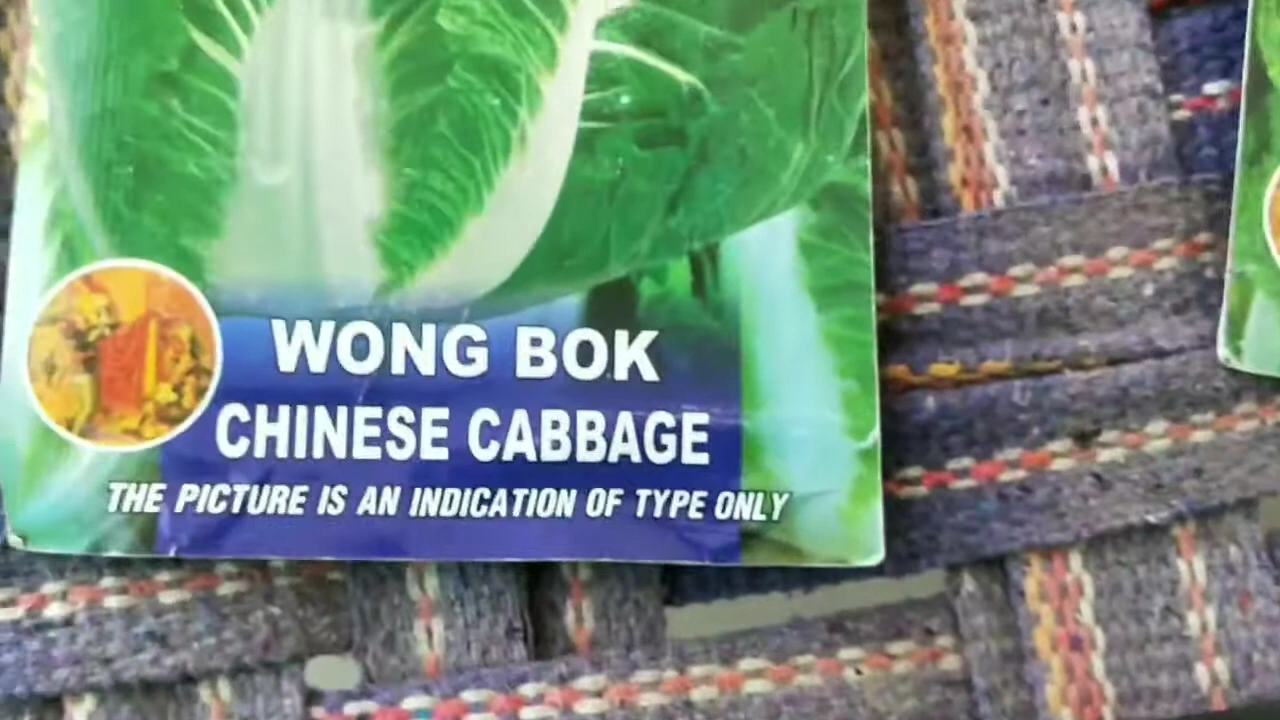 WONG BOK
CHINESE CABBAGE
THE PICTURE IS AN INDICATION OF TYPE ONLY